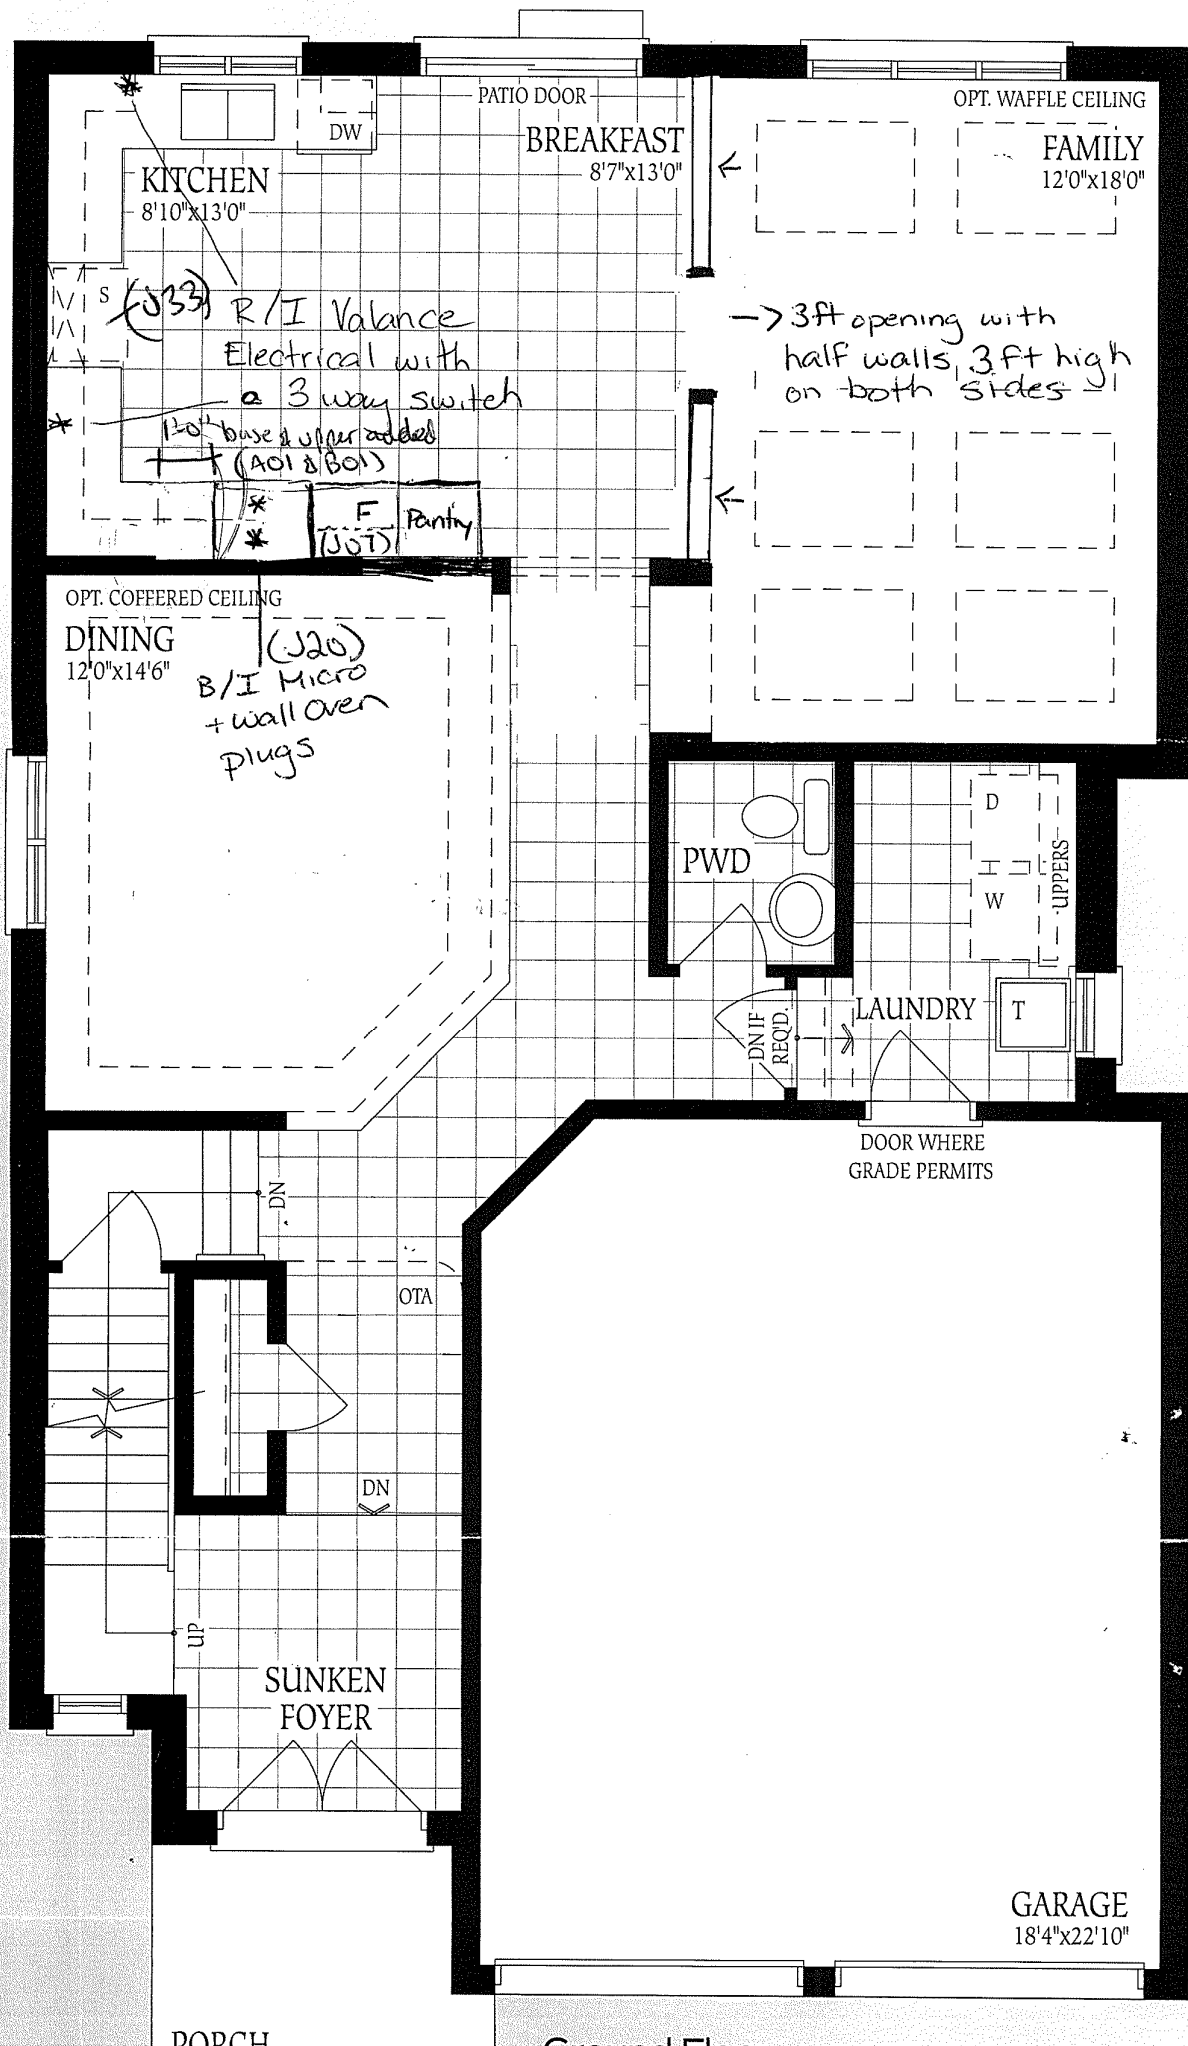 PATIO DOOR
OPT. WAFFLE CEILING
DW
BREAKFAST
8'7"x13'0"
FAMILY
12'0"x18'0"
KITCHEN
8'10"x13'0"
S
(J33)
R/I Valance
Electrical with
a 3 way switch
-> 3ft opening with
half walls, 3ft high
on both sides
1'-0" base & upper added
(A01 & B01)
F
(J07)
Pantry
OPT. COFFERED CEILING
DINING
12'0"x14'6"
(J20)
B/I Micro
+ wall oven
plugs
D
W
UPPERS
PWD
LAUNDRY
T
DN IF
REQ'D.
DOOR WHERE
GRADE PERMITS
DN
OTA
DN
UP
SUNKEN
FOYER
GARAGE
18'4"x22'10"
PORCH